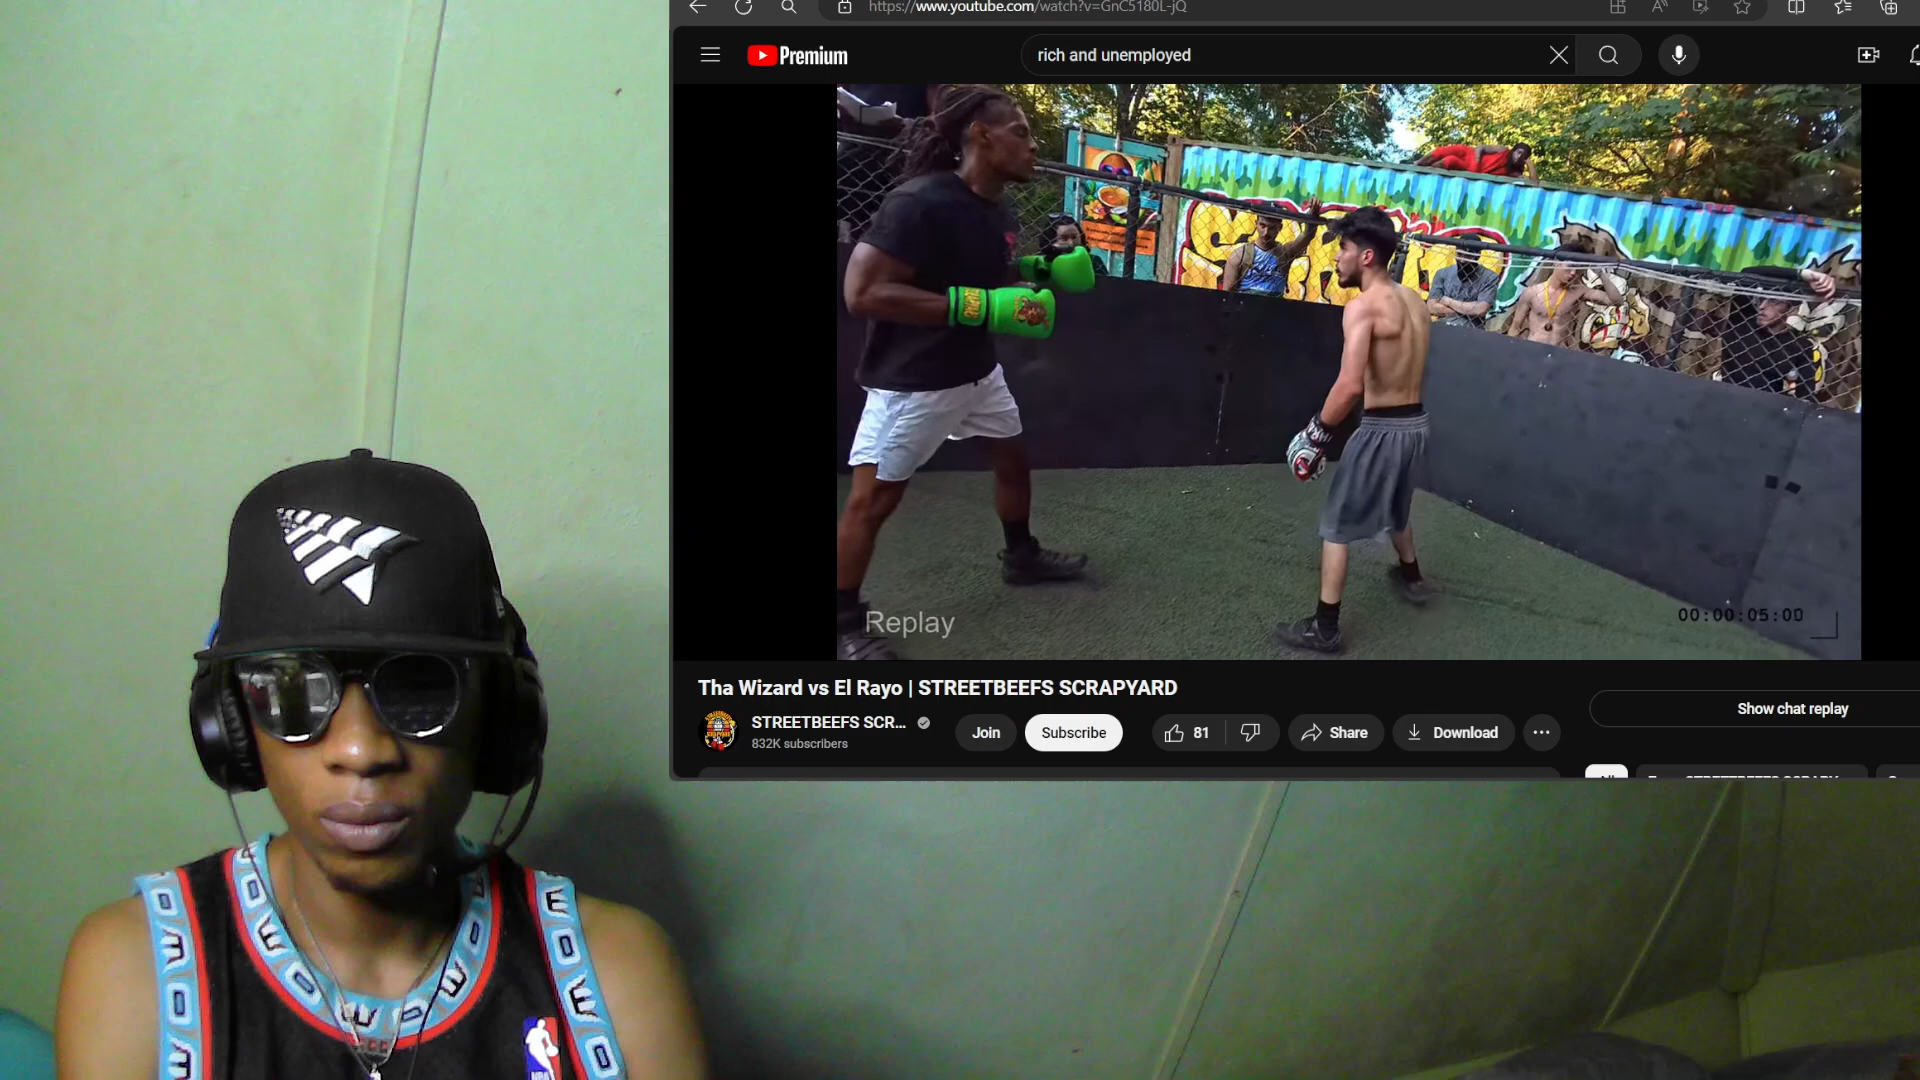 https://www.youtube.com/watch?v=GnC5180L-jQ
Premium
rich and unemployed
Replay
00:00:05:00
Tha Wizard vs El Rayo | STREETBEEFS SCRAPYARD
STREETBEEFS SCR...
832K subscribers
Join
Subscribe
81
Share
Download
Show chat replay
NBA